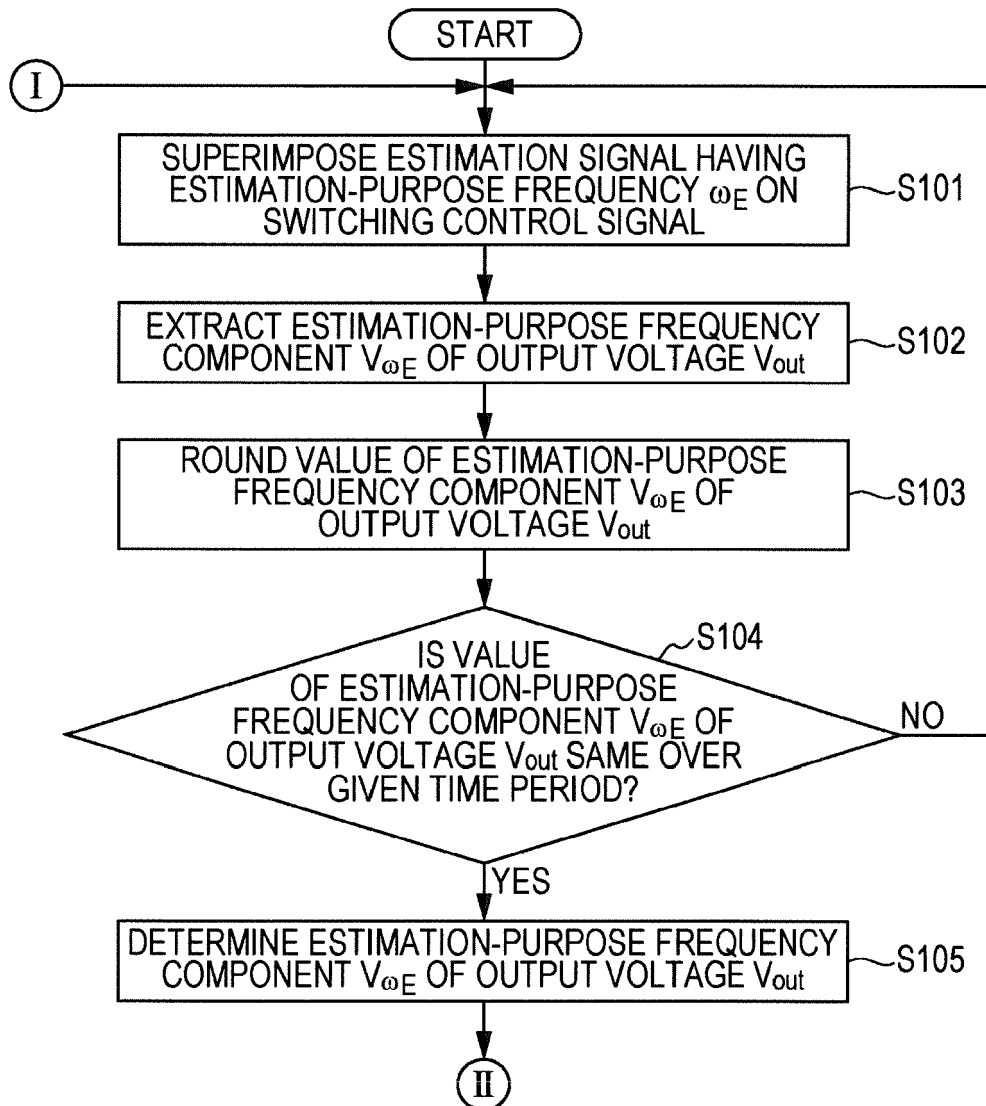 START
I
SUPERIMPOSE ESTIMATION SIGNAL HAVING
ESTIMATION-PURPOSE FREQUENCY ωE ON
SWITCHING CONTROL SIGNAL
S101
EXTRACT ESTIMATION-PURPOSE FREQUENCY
COMPONENT VωE OF OUTPUT VOLTAGE Vout
S102
ROUND VALUE OF ESTIMATION-PURPOSE
FREQUENCY COMPONENT VωE OF
OUTPUT VOLTAGE Vout
S103
S104
IS VALUE
OF ESTIMATION-PURPOSE
FREQUENCY COMPONENT VωE OF
OUTPUT VOLTAGE Vout SAME OVER
GIVEN TIME PERIOD?
NO
YES
DETERMINE ESTIMATION-PURPOSE FREQUENCY
COMPONENT VωE OF OUTPUT VOLTAGE Vout
S105
II